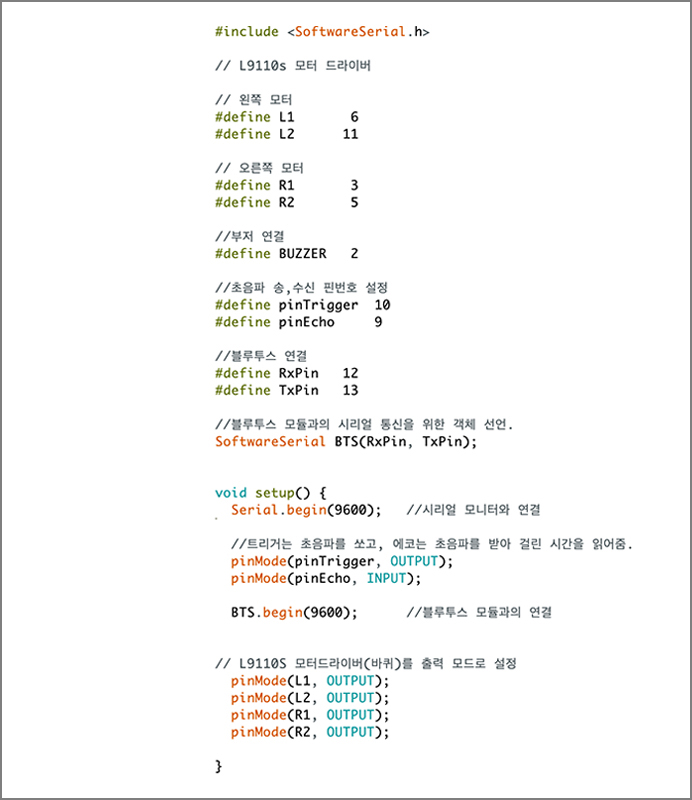 #include <SoftwareSerial.h>
// L9110s 모터 드라이버
// 왼쪽 모터
#define L1       6
#define L2      11
// 오른쪽 모터
#define R1       3
#define R2       5
//부저 연결
#define BUZZER   2
//초음파 송,수신 핀번호 설정
#define pinTrigger  10
#define pinEcho     9
//블루투스 연결
#define RxPin   12
#define TxPin   13
//블루투스 모듈과의 시리얼 통신을 위한 객체 선언.
SoftwareSerial BTS(RxPin, TxPin);
void setup() {
  Serial.begin(9600);   //시리얼 모니터와 연결
  //트리거는 초음파를 쏘고, 에코는 초음파를 받아 걸린 시간을 읽어줌.
  pinMode(pinTrigger, OUTPUT);
  pinMode(pinEcho, INPUT);
  BTS.begin(9600);      //블루투스 모듈과의 연결
// L9110S 모터드라이버(바퀴)를 출력 모드로 설정
  pinMode(L1, OUTPUT);
  pinMode(L2, OUTPUT);
  pinMode(R1, OUTPUT);
  pinMode(R2, OUTPUT);
}